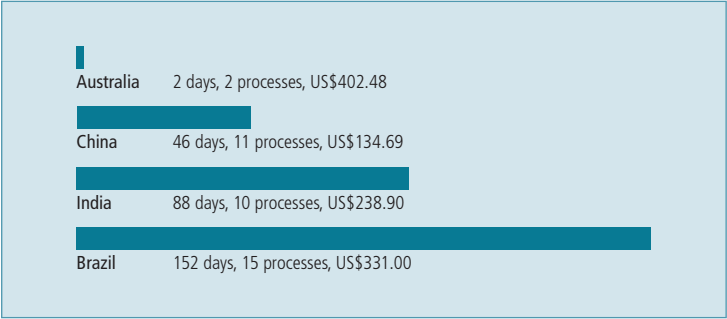 Australia 2 days, 2 processes, US$402.48
China 46 days, 11 processes, US$134.69
India 88 days, 10 processes, US$238.90
Brazil 152 days, 15 processes, US$331.00